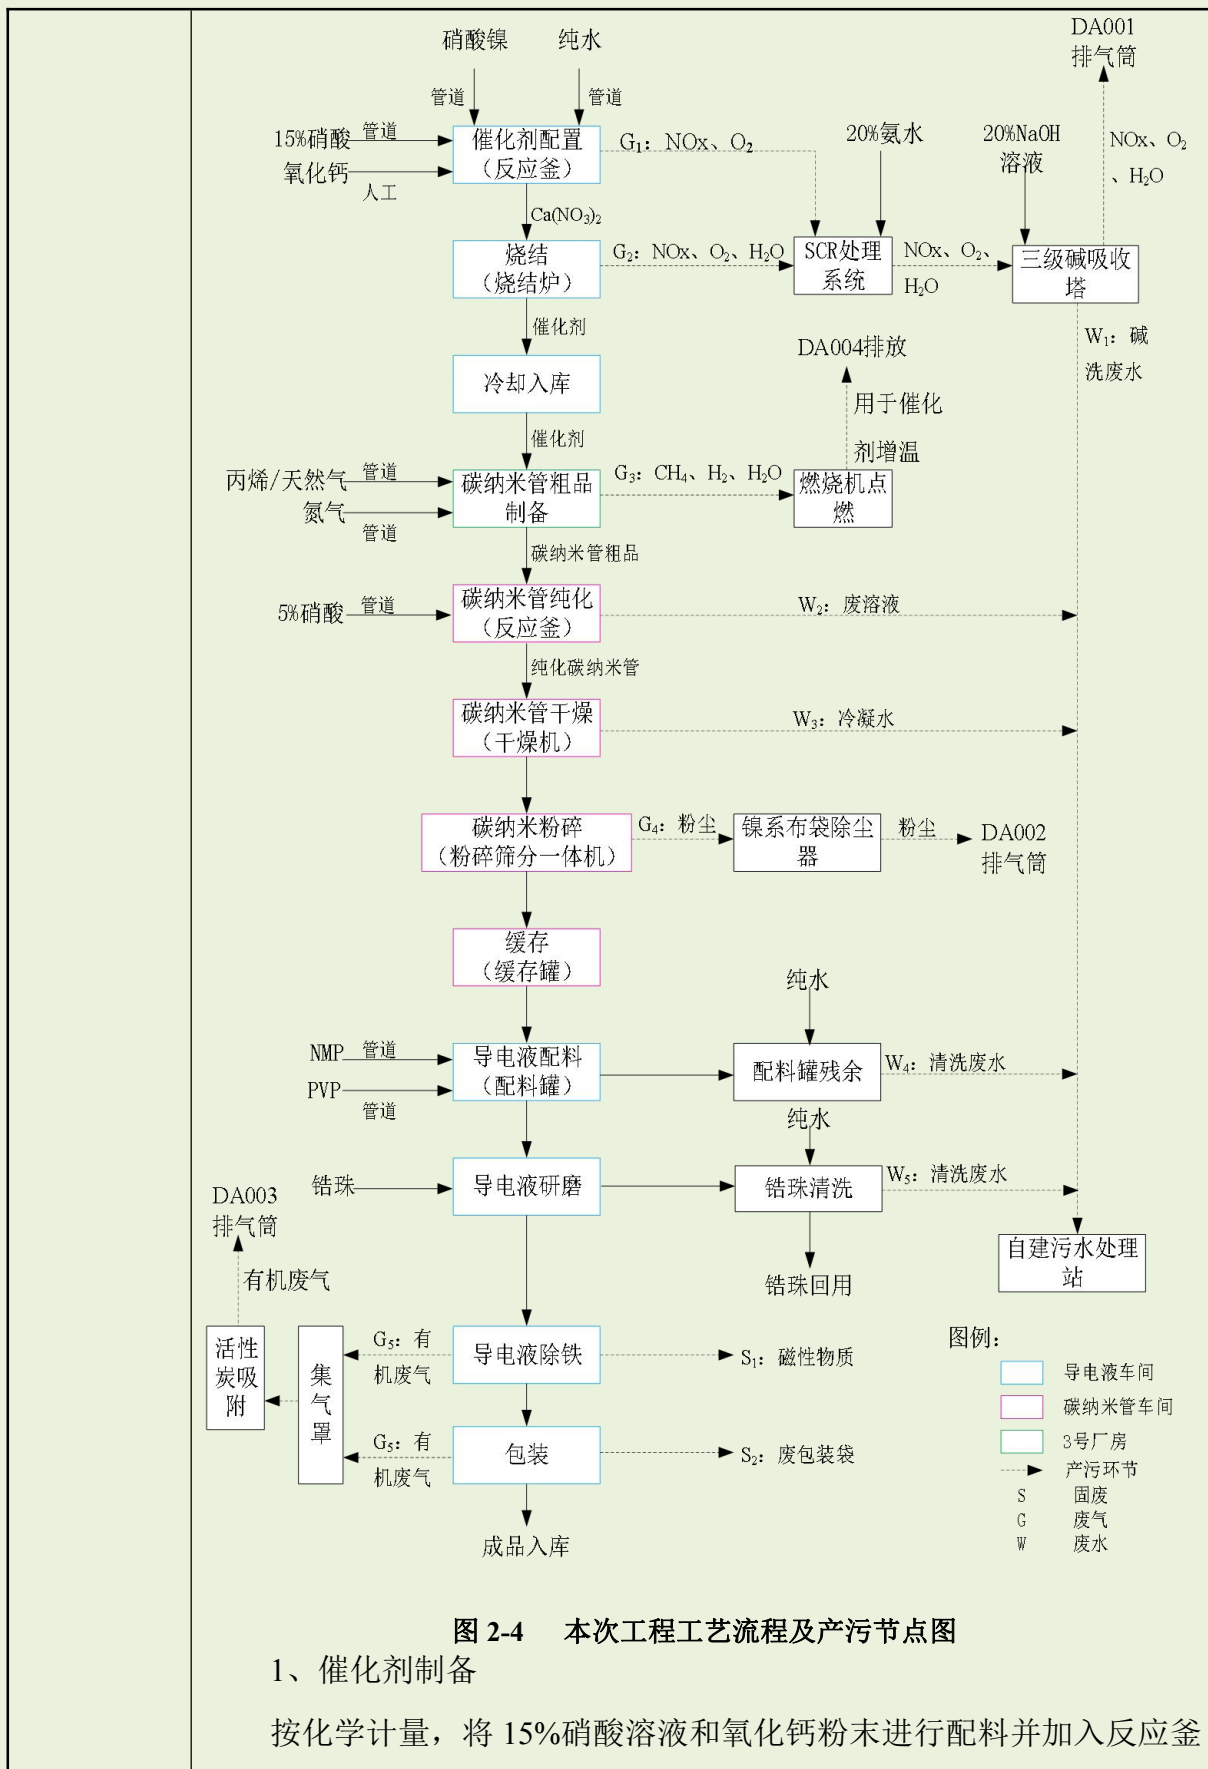 硝酸镍
纯水
DA001
排气筒
管道
管道
15%硝酸
管道
氧化钙
人工
催化剂配置
（反应釜）
G₁：NOx、O₂
20%氨水
20%NaOH
溶液
NOx、O₂
、H₂O
Ca(NO₃)₂
烧结
（烧结炉）
G₂：NOx、O₂、H₂O
SCR处理
系统
NOx、O₂、
H₂O
三级碱吸收
塔
催化剂
W₁：碱
洗废水
冷却入库
DA004排放
用于催化
剂增温
催化剂
丙烯/天然气
管道
氮气
管道
碳纳米管粗品
制备
G₃：CH₄、H₂、H₂O
燃烧机点
燃
碳纳米管粗品
5%硝酸
管道
碳纳米管纯化
（反应釜）
W₂：废溶液
纯化碳纳米管
碳纳米管干燥
（干燥机）
W₃：冷凝水
碳纳米粉碎
（粉碎筛分一体机）
G₄：粉尘
镍系布袋除尘
器
粉尘
DA002
排气筒
缓存
（缓存罐）
纯水
NMP
管道
PVP
管道
导电液配料
（配料罐）
配料罐残余
W₄：清洗废水
纯水
锆珠
导电液研磨
锆珠清洗
W₅：清洗废水
DA003
排气筒
有机废气
锆珠回用
自建污水处理
站
活性
炭吸
附
集
气
罩
G₅：有
机废气
导电液除铁
S₁：磁性物质
G₅：有
机废气
包装
S₂：废包装袋
成品入库
图例：
导电液车间
碳纳米管车间
3号厂房
产污环节
S 固废
G 废气
W 废水
图 2-4 本次工程工艺流程及产污节点图
1、催化剂制备
按化学计量，将 15%硝酸溶液和氧化钙粉末进行配料并加入反应釜